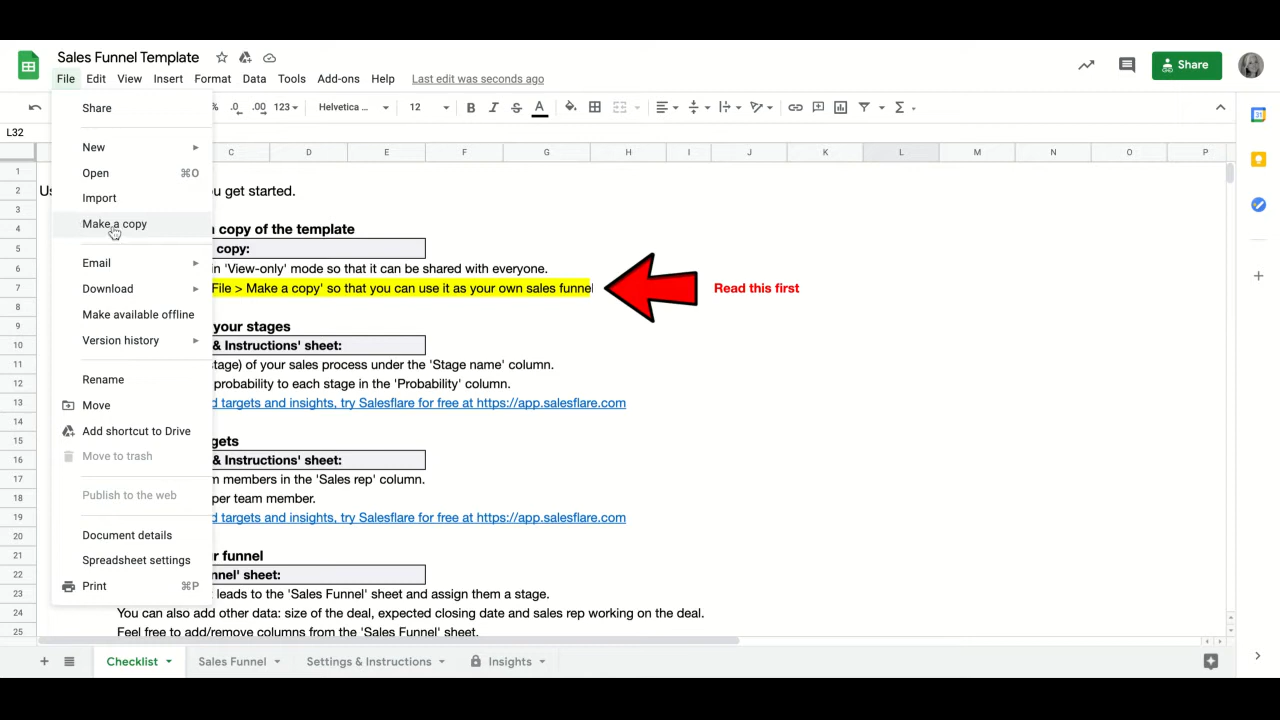 Sales Funnel Template
File Edit View Insert Format Data Tools Add-ons Help Last edit was seconds ago
Share
% .0 .00 123 Helvetica ... 12 B I S A Σ
L32
C D E F G H I J K L M N O P
Share
New
Open ⌘O
Import
Make a copy
Email
Download
Make available offline
Version history
Rename
Move
Add shortcut to Drive
Move to trash
Publish to the web
Document details
Spreadsheet settings
Print ⌘P
1
2 get started.
3
4 copy of the template
5 copy:
6 in 'View-only' mode so that it can be shared with everyone.
7 File > Make a copy' so that you can use it as your own sales funnel
Read this first
8
9 your stages
10 & Instructions' sheet:
11 of your sales process under the 'Stage name' column.
12 probability to each stage in the 'Probability' column.
13 targets and insights, try Salesflare for free at https://app.salesflare.com
14
15
16 & Instructions' sheet:
17 members in the 'Sales rep' column.
18 per team member.
19 targets and insights, try Salesflare for free at https://app.salesflare.com
20
21 funnel
22 sheet:
23 leads to the 'Sales Funnel' sheet and assign them a stage.
24 You can also add other data: size of the deal, expected closing date and sales rep working on the deal.
25 Feel free to add/remove columns from the 'Sales Funnel' sheet.
Checklist Sales Funnel Settings & Instructions Insights